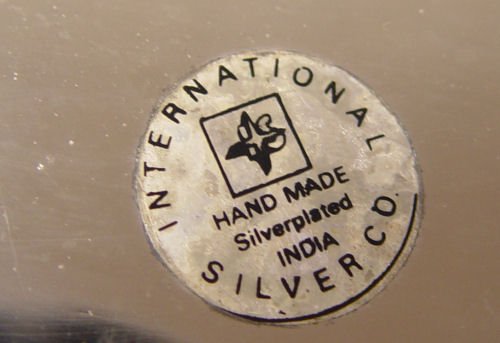 INTERNATIONAL
HAND MADE
Silverplated
INDIA
SILVER CO.